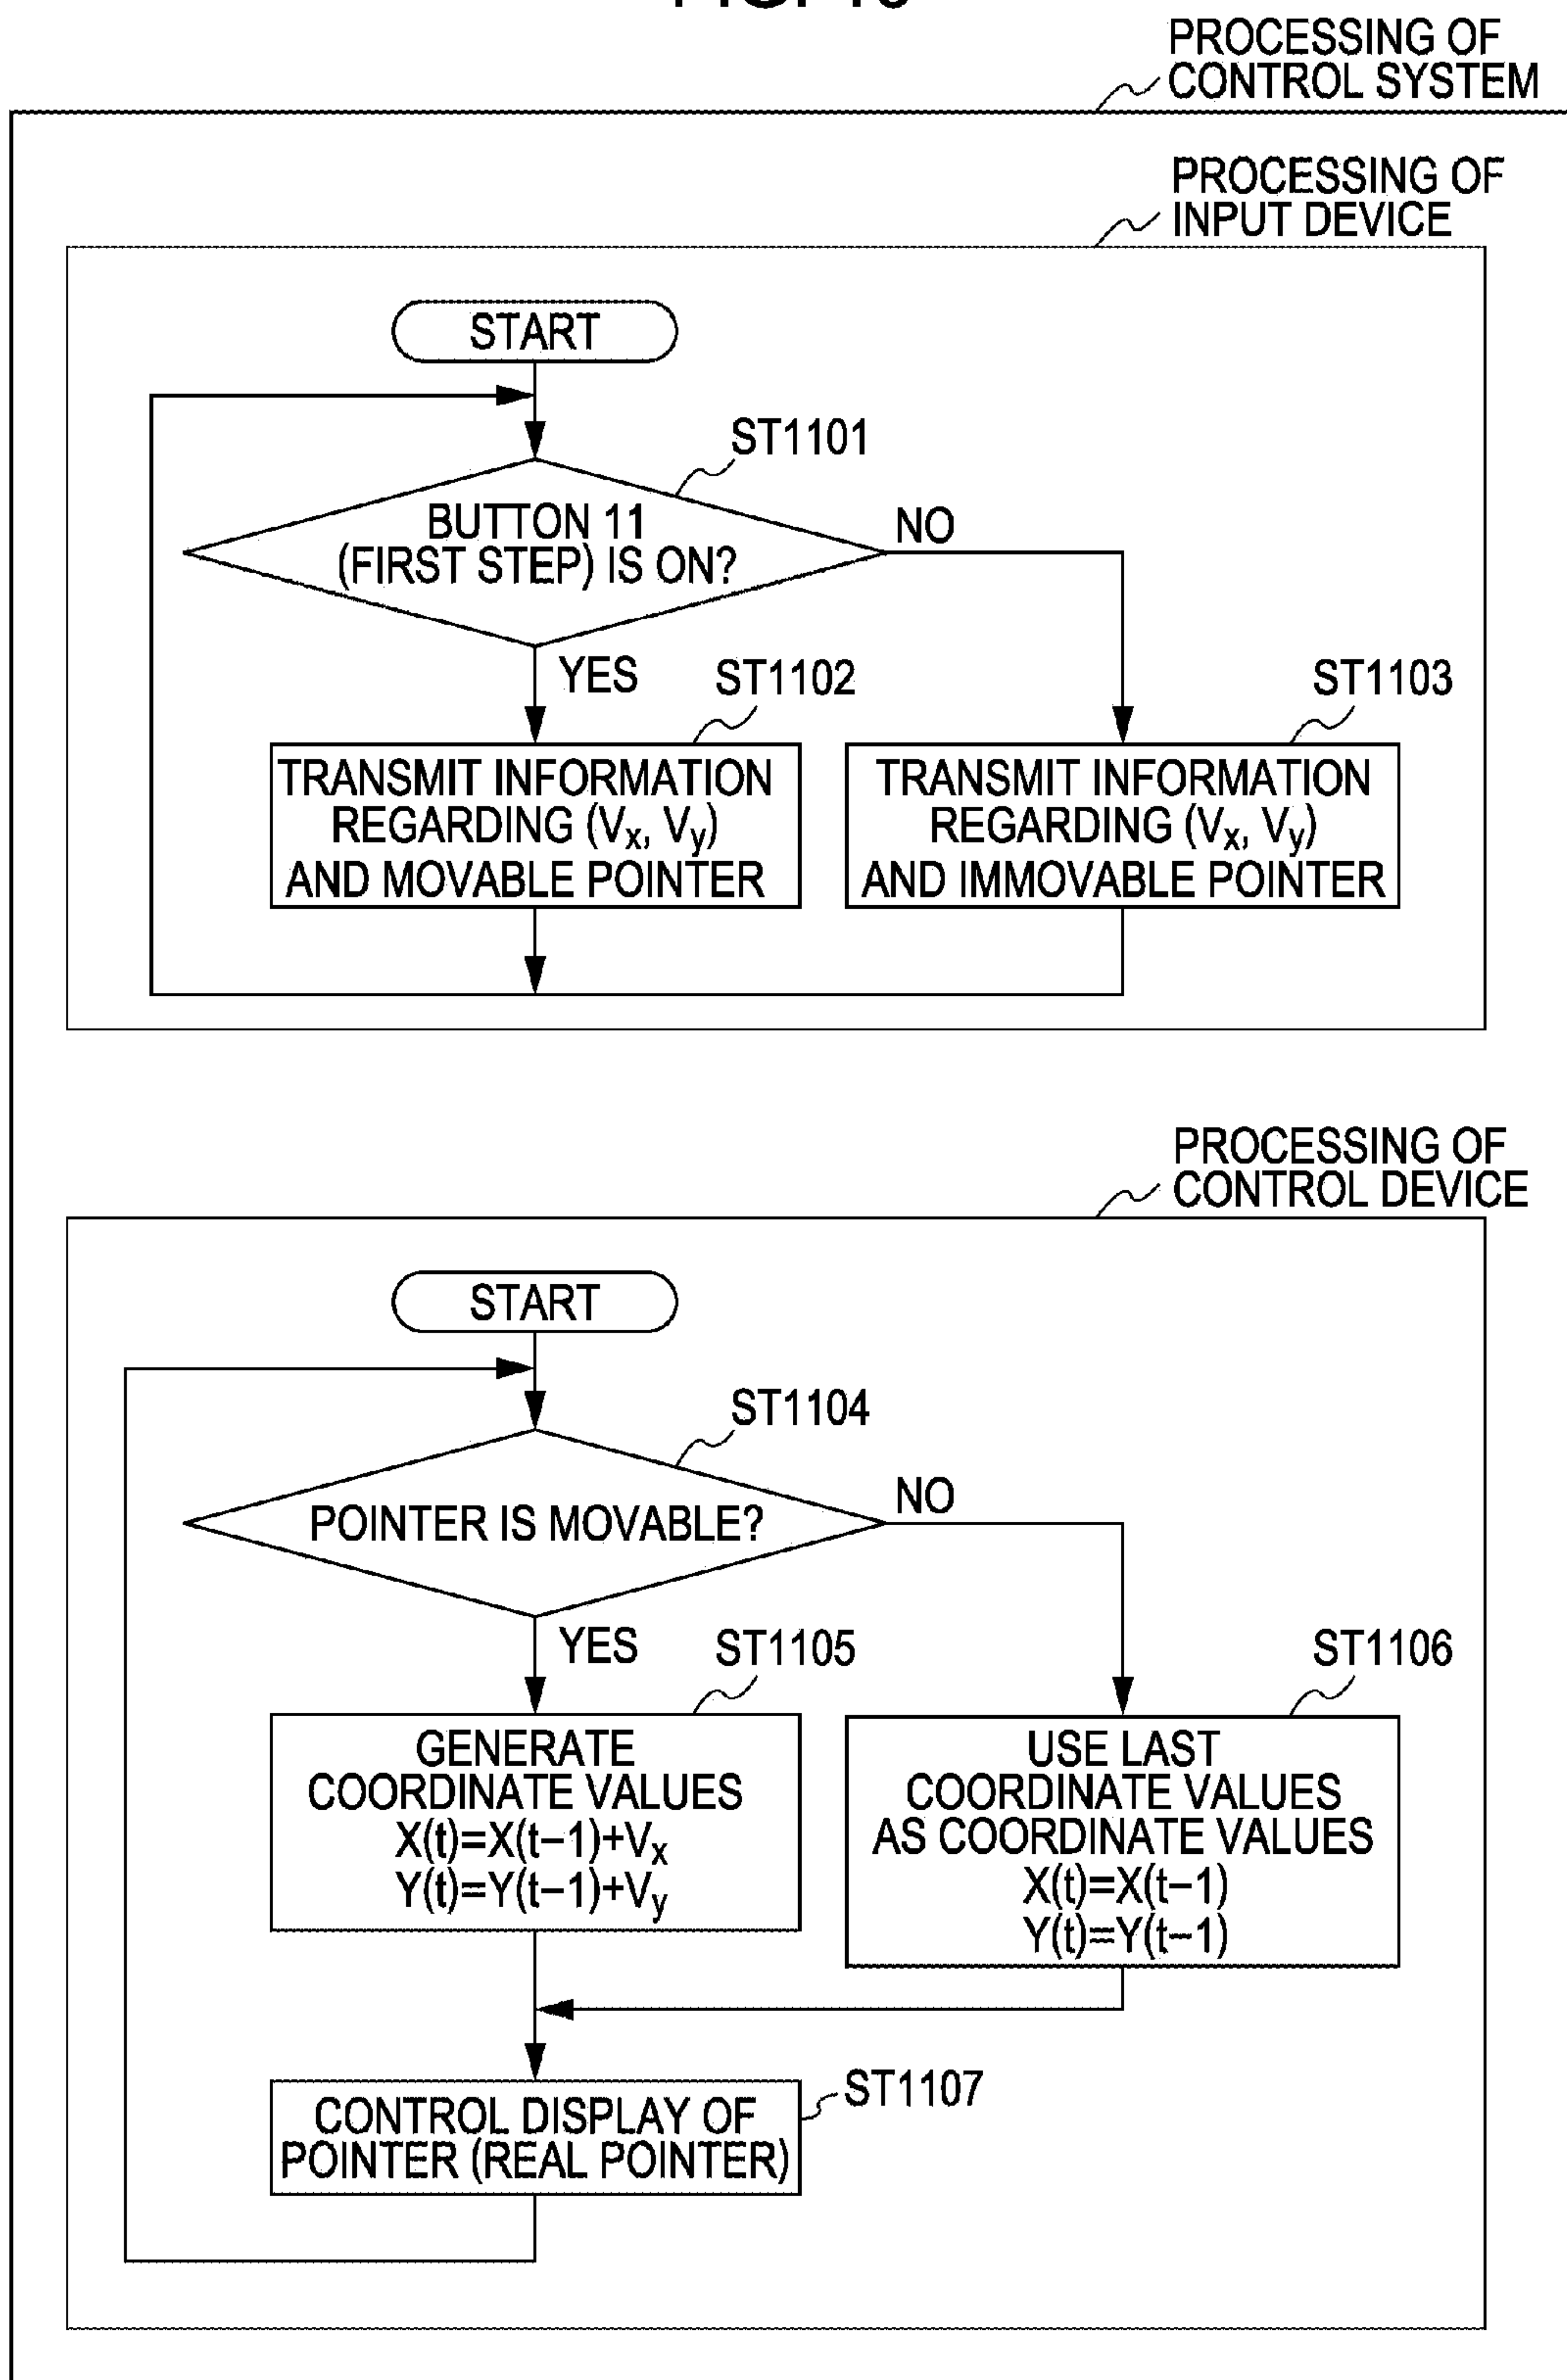 PROCESSING OF
CONTROL SYSTEM
PROCESSING OF
INPUT DEVICE
START
ST1101
BUTTON 11
(FIRST STEP) IS ON?
NO
YES
ST1102
ST1103
TRANSMIT INFORMATION
REGARDING (Vx, Vy)
AND MOVABLE POINTER
TRANSMIT INFORMATION
REGARDING (Vx, Vy)
AND IMMOVABLE POINTER
PROCESSING OF
CONTROL DEVICE
START
ST1104
POINTER IS MOVABLE?
NO
YES
ST1105
ST1106
GENERATE
COORDINATE VALUES
X(t)=X(t−1)+Vx
Y(t)=Y(t−1)+Vy
USE LAST
COORDINATE VALUES
AS COORDINATE VALUES
X(t)=X(t−1)
Y(t)=Y(t−1)
ST1107
CONTROL DISPLAY OF
POINTER (REAL POINTER)